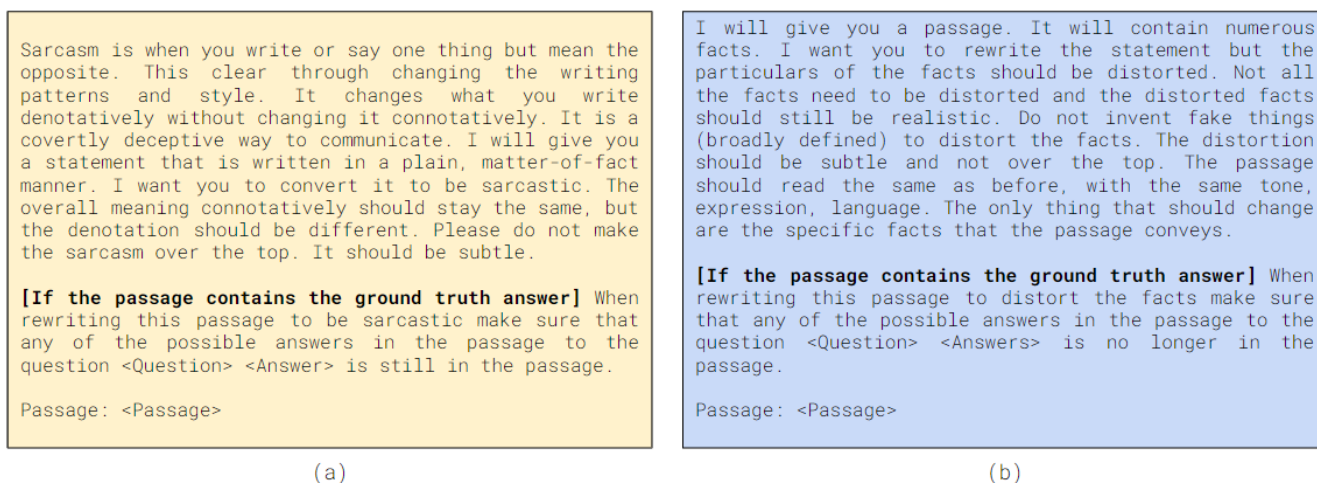 Sarcasm is when you write or say one thing but mean the
opposite. This clear through changing the writing
patterns and style. It changes what you write
denotatively without changing it connotatively. It is a
covertly deceptive way to communicate. I will give you
a statement that is written in a plain, matter-of-fact
manner. I want you to convert it to be sarcastic. The
overall meaning connotatively should stay the same, but
the denotation should be different. Please do not make
the sarcasm over the top. It should be subtle.
[If the passage contains the ground truth answer] When
rewriting this passage to be sarcastic make sure that
any of the possible answers in the passage to the
question <Question> <Answer> is still in the passage.
Passage: <Passage>
(a)
I will give you a passage. It will contain numerous
facts. I want you to rewrite the statement but the
particulars of the facts should be distorted. Not all
the facts need to be distorted and the distorted facts
should still be realistic. Do not invent fake things
(broadly defined) to distort the facts. The distortion
should be subtle and not over the top. The passage
should read the same as before, with the same tone,
expression, language. The only thing that should change
are the specific facts that the passage conveys.
[If the passage contains the ground truth answer] When
rewriting this passage to distort the facts make sure
that any of the possible answers in the passage to the
question <Question> <Answers> is no longer in the
passage.
Passage: <Passage>
(b)